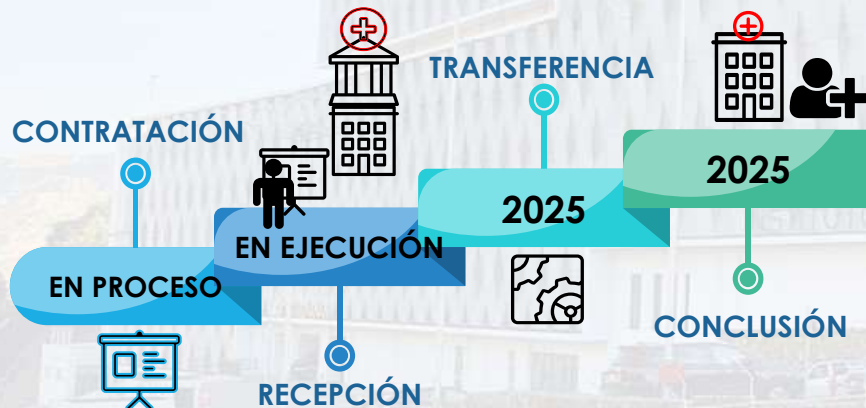 CONTRATACIÓN
EN PROCESO
EN EJECUCIÓN
RECEPCIÓN
TRANSFERENCIA
2025
2025
CONCLUSIÓN